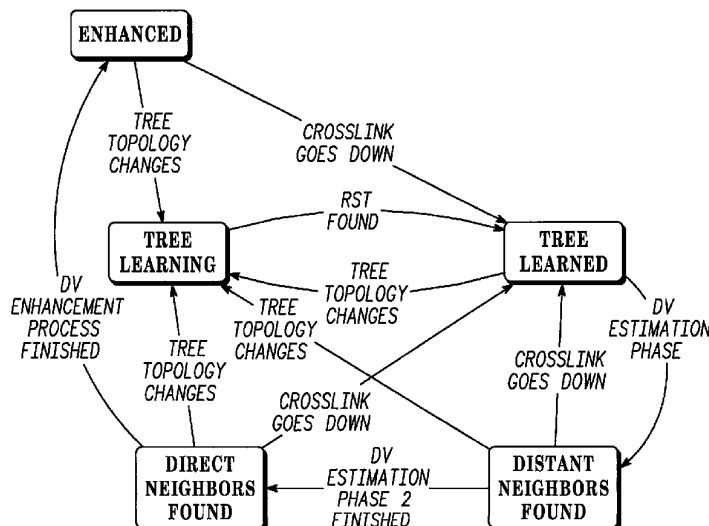 ENHANCED
TREE
TOPOLOGY
CHANGES
CROSSLINK
GOES DOWN
RST
FOUND
TREE
LEARNING
TREE
LEARNED
TREE
TOPOLOGY
CHANGES
DV
ENHANCEMENT
PROCESS
FINISHED
TREE
TOPOLOGY
CHANGES
DV
ESTIMATION
PHASE
TREE
TOPOLOGY
CHANGES
CROSSLINK
GOES DOWN
CROSSLINK
GOES DOWN
DIRECT
NEIGHBORS
FOUND
DV
ESTIMATION
PHASE 2
FINISHED
DISTANT
NEIGHBORS
FOUND